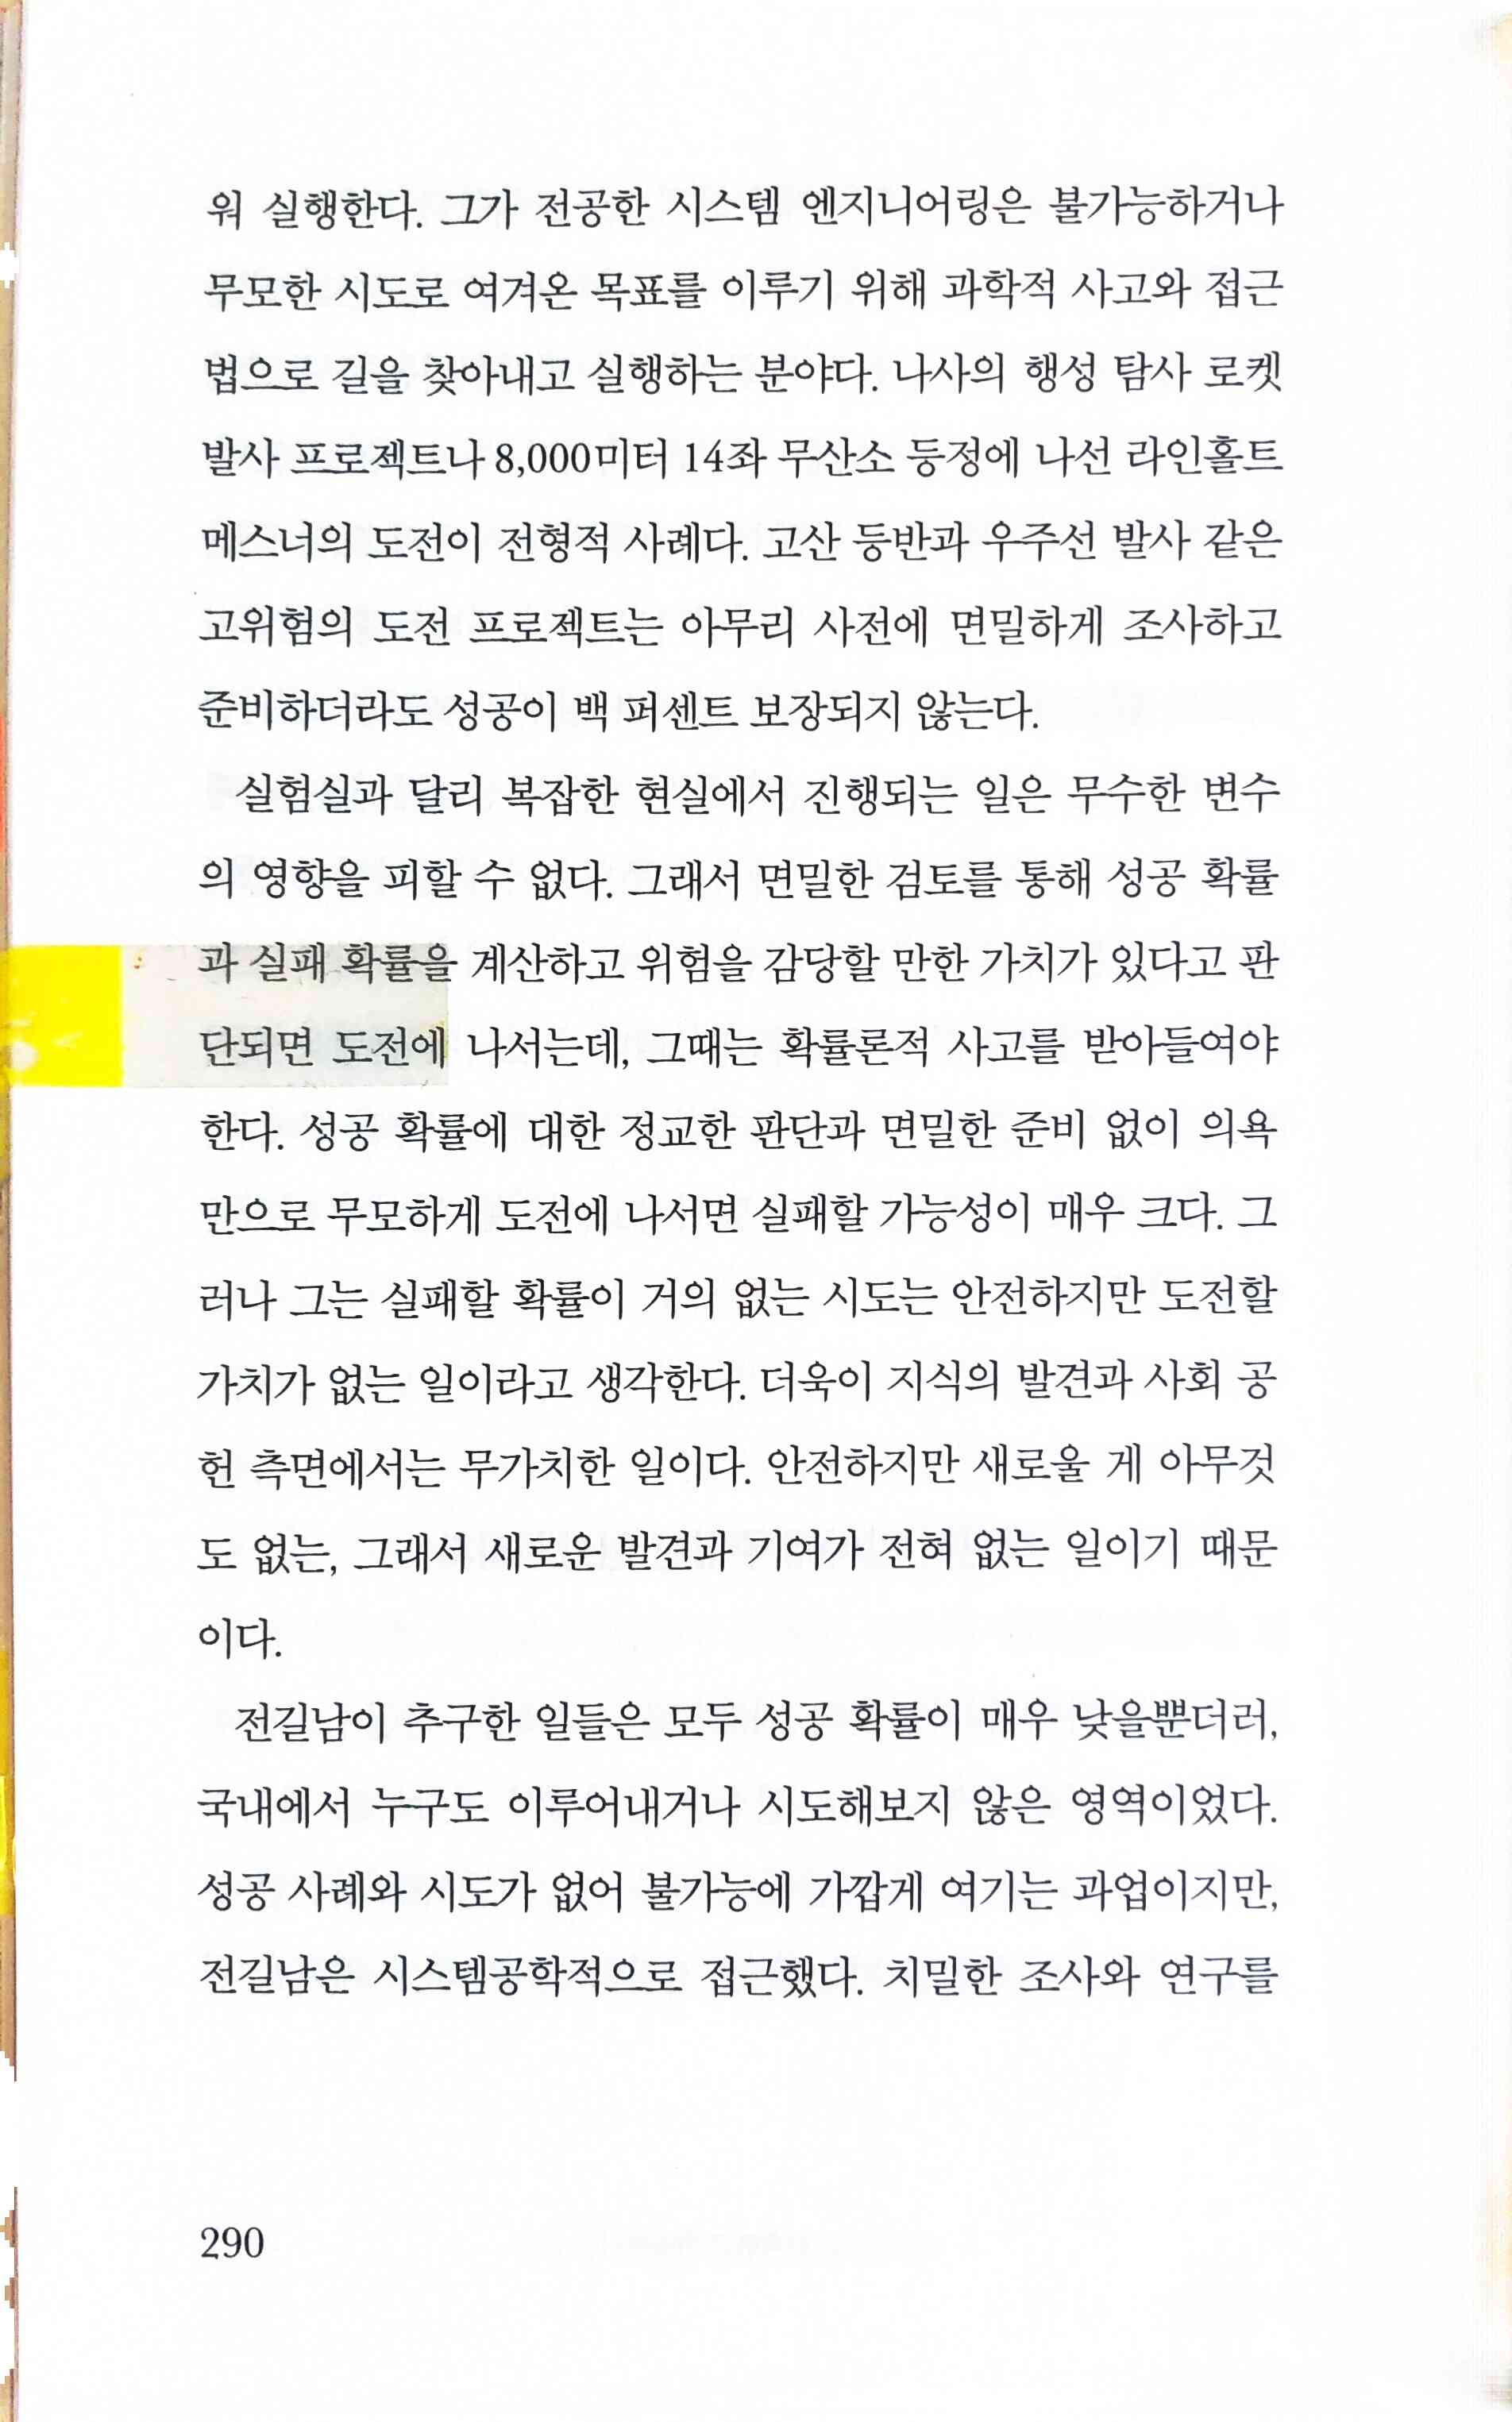 워 실행한다. 그가 전공한 시스템 엔지니어링은 불가능하거나
무모한 시도로 여겨온 목표를 이루기 위해 과학적 사고와 접근
법으로 길을 찾아내고 실행하는 분야다. 나사의 행성 탐사 로켓
발사 프로젝트나 8,000미터 14좌 무산소 등정에 나선 라인홀트
메스너의 도전이 전형적 사례다. 고산 등반과 우주선 발사 같은
고위험의 도전 프로젝트는 아무리 사전에 면밀하게 조사하고
준비하더라도 성공이 백 퍼센트 보장되지 않는다.
실험실과 달리 복잡한 현실에서 진행되는 일은 무수한 변수
의 영향을 피할 수 없다. 그래서 면밀한 검토를 통해 성공 확률
과 실패 확률을 계산하고 위험을 감당할 만한 가치가 있다고 판
단되면 도전에 나서는데, 그때는 확률론적 사고를 받아들여야
한다. 성공 확률에 대한 정교한 판단과 면밀한 준비 없이 의욕
만으로 무모하게 도전에 나서면 실패할 가능성이 매우 크다. 그
러나 그는 실패할 확률이 거의 없는 시도는 안전하지만 도전할
가치가 없는 일이라고 생각한다. 더욱이 지식의 발견과 사회 공
헌 측면에서는 무가치한 일이다. 안전하지만 새로울 게 아무것
도 없는, 그래서 새로운 발견과 기여가 전혀 없는 일이기 때문
이다.
전길남이 추구한 일들은 모두 성공 확률이 매우 낮을뿐더러,
국내에서 누구도 이루어내거나 시도해보지 않은 영역이었다.
성공 사례와 시도가 없어 불가능에 가깝게 여기는 과업이지만,
전길남은 시스템공학적으로 접근했다. 치밀한 조사와 연구를
290